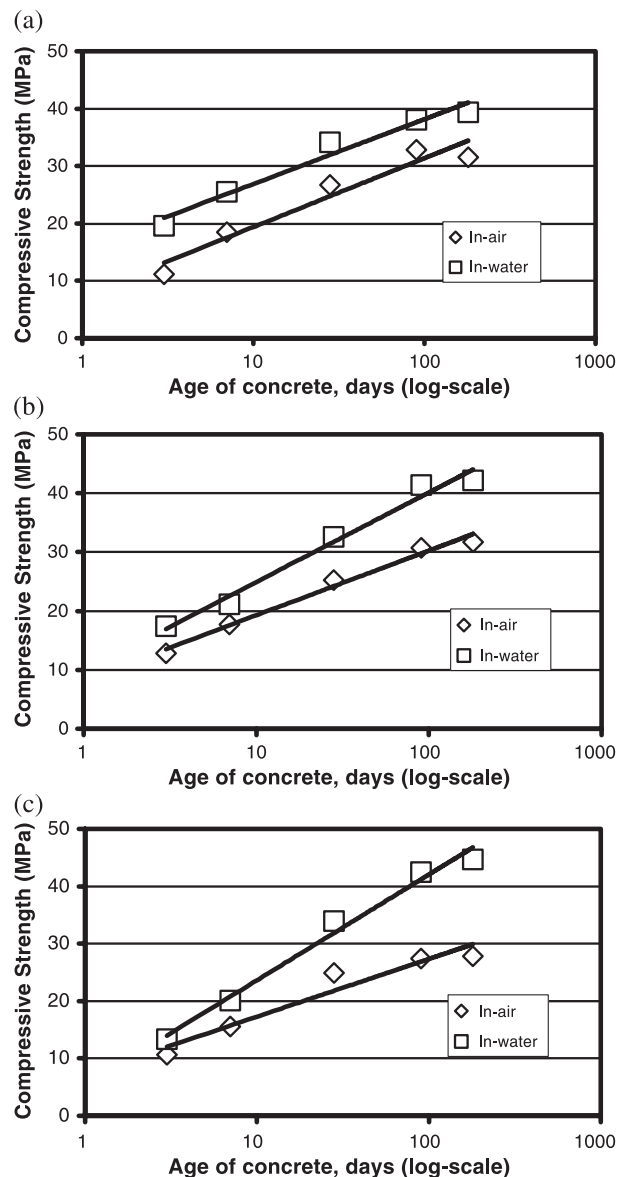 (a)
Compressive Strength (MPa)
50
40
30
20
10
0
In-air
In-water
1 10 100 1000
Age of concrete, days (log-scale)
(b)
Compressive Strength (MPa)
50
40
30
20
10
0
In-air
In-water
1 10 100 1000
Age of concrete, days (log-scale)
(c)
Compressive Strength (MPa)
50
40
30
20
10
0
In-air
In-water
1 10 100 1000
Age of concrete, days (log-scale)